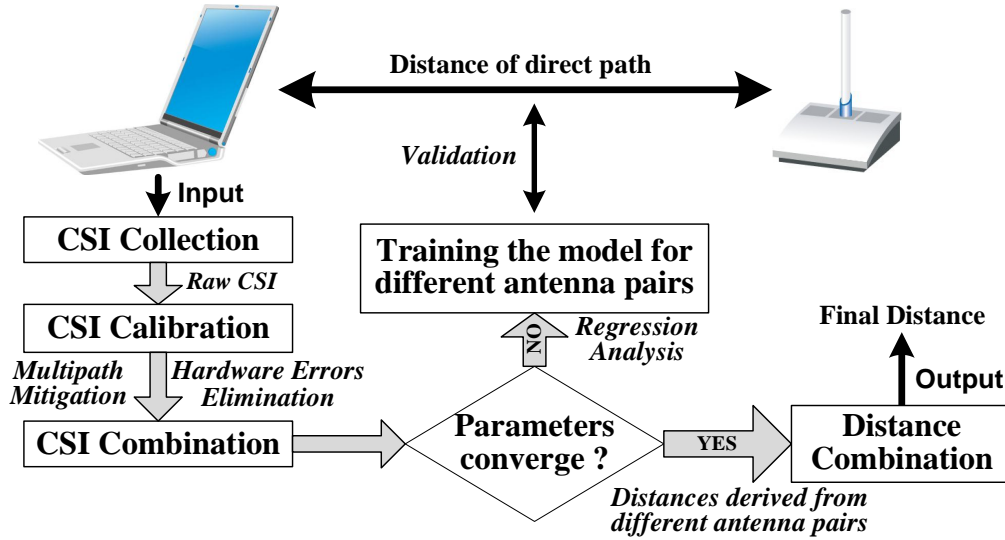 Distance of direct path
Validation
Input
CSI Collection
Raw CSI
CSI Calibration
Multipath
Mitigation
Hardware Errors
Elimination
CSI Combination
Training the model for
different antenna pairs
NO
Regression
Analysis
Parameters
converge ?
YES
Distances derived from
different antenna pairs
Final Distance
Output
Distance
Combination